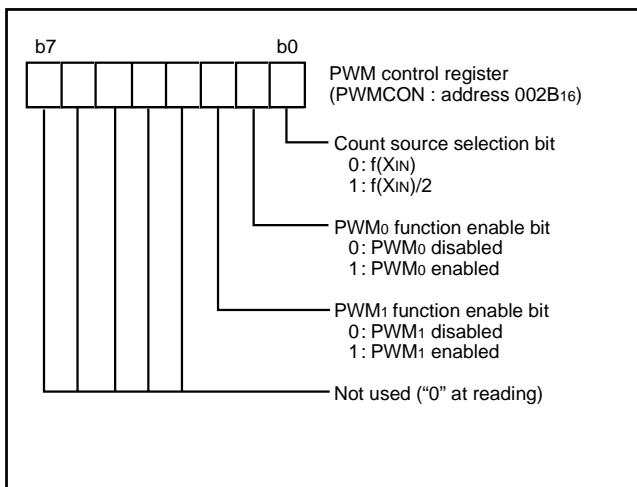 b7 b0
PWM control register
(PWMCON : address 002B16)
Count source selection bit
0: f(XIN)
1: f(XIN)/2
PWM0 function enable bit
0: PWM0 disabled
1: PWM0 enabled
PWM1 function enable bit
0: PWM1 disabled
1: PWM1 enabled
Not used (“0” at reading)